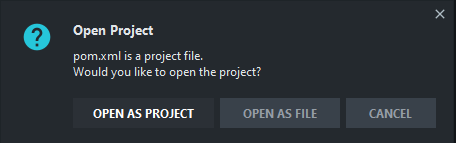 Open Project
pom.xml is a project file.
Would you like to open the project?
OPEN AS PROJECT
OPEN AS FILE
CANCEL